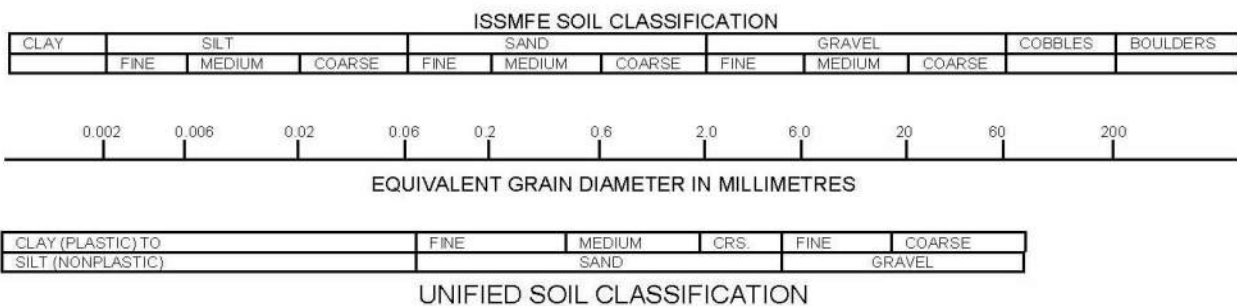 ISSMFE SOIL CLASSIFICATION
CLAY SILT SAND GRAVEL COBBLES BOULDERS
FINE MEDIUM COARSE FINE MEDIUM COARSE FINE MEDIUM COARSE
0.002 0.006 0.02 0.06 0.2 0.6 2.0 6.0 20 60 200
EQUIVALENT GRAIN DIAMETER IN MILLIMETRES
CLAY (PLASTIC) TO FINE MEDIUM CRS. FINE COARSE
SILT (NONPLASTIC) SAND GRAVEL
UNIFIED SOIL CLASSIFICATION